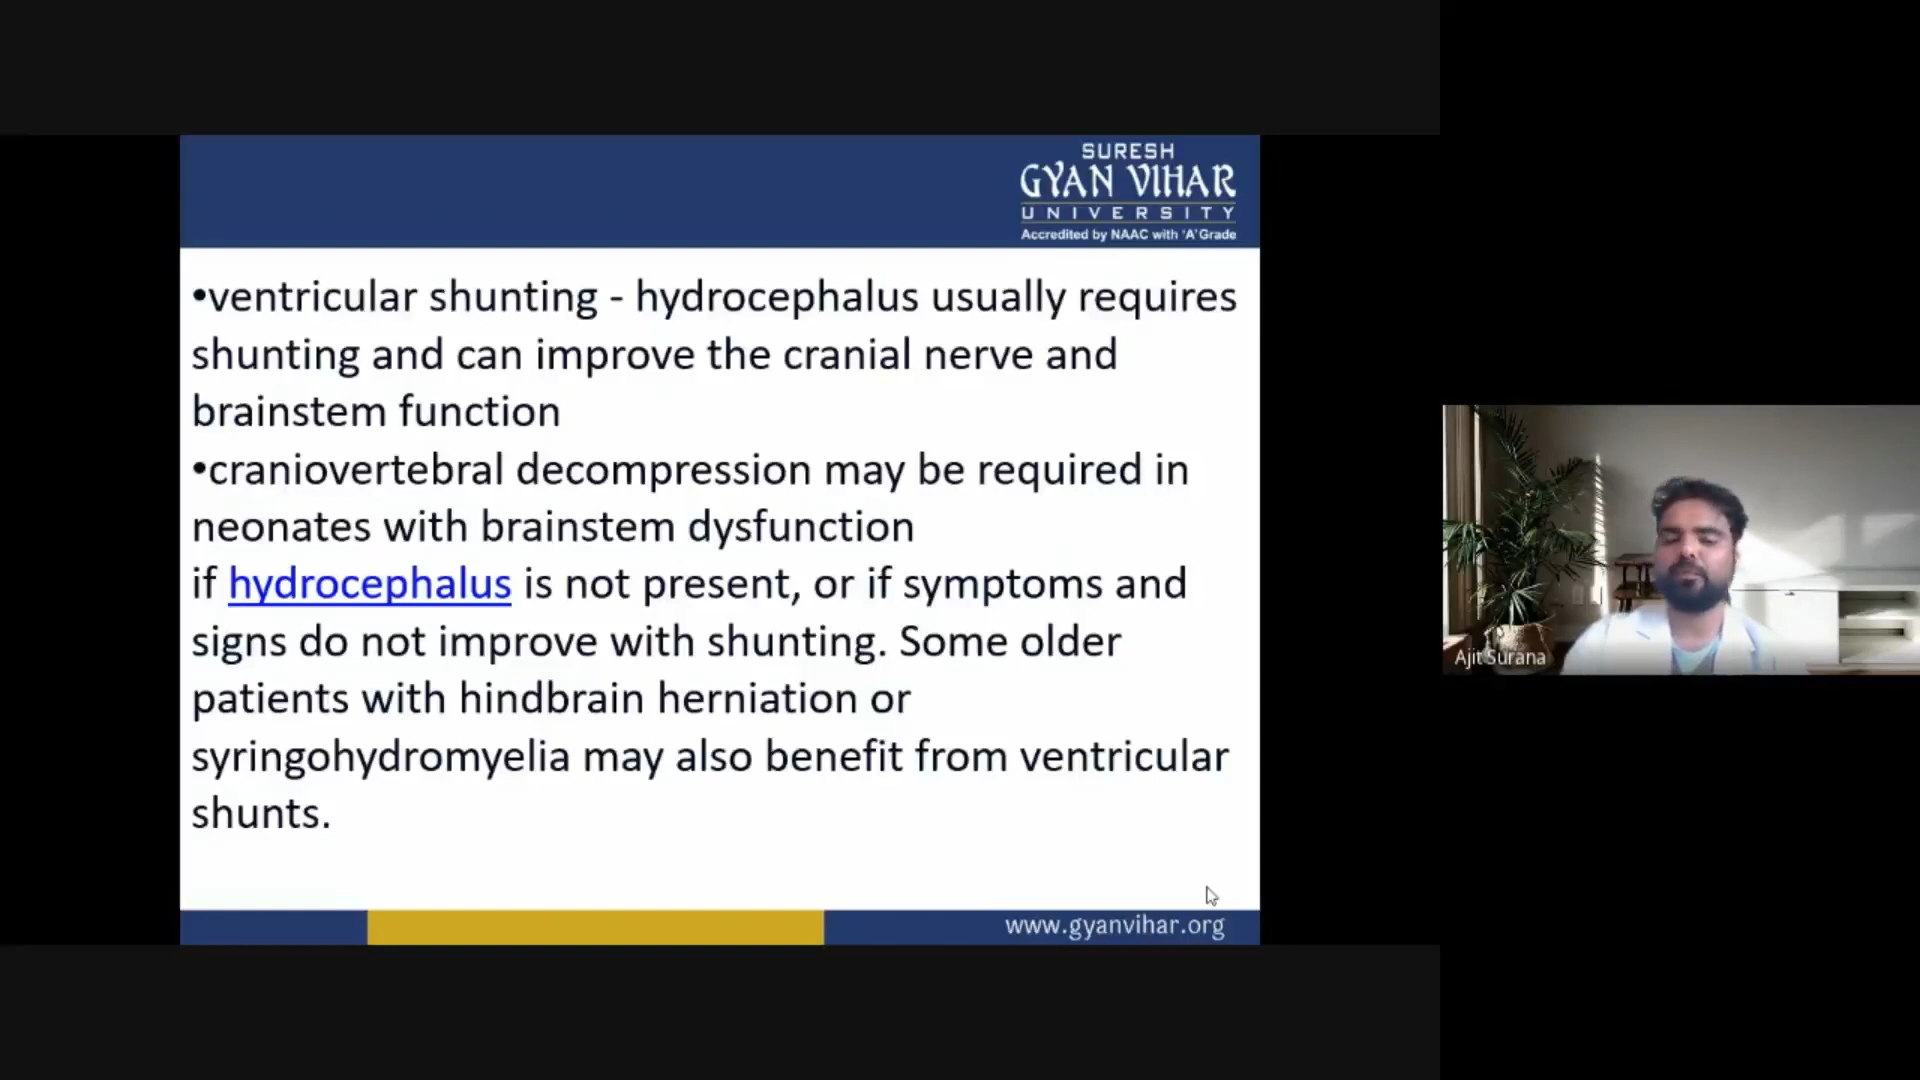 SURESH
GYAN VIHAR
UNIVERSITY
Accredited by NAAC with 'A' Grade
•ventricular shunting - hydrocephalus usually requires
shunting and can improve the cranial nerve and
brainstem function
•craniovertebral decompression may be required in
neonates with brainstem dysfunction
if hydrocephalus is not present, or if symptoms and
signs do not improve with shunting. Some older
patients with hindbrain herniation or
syringohydromyelia may also benefit from ventricular
shunts.
www.gyanvihar.org
Ajit Surana